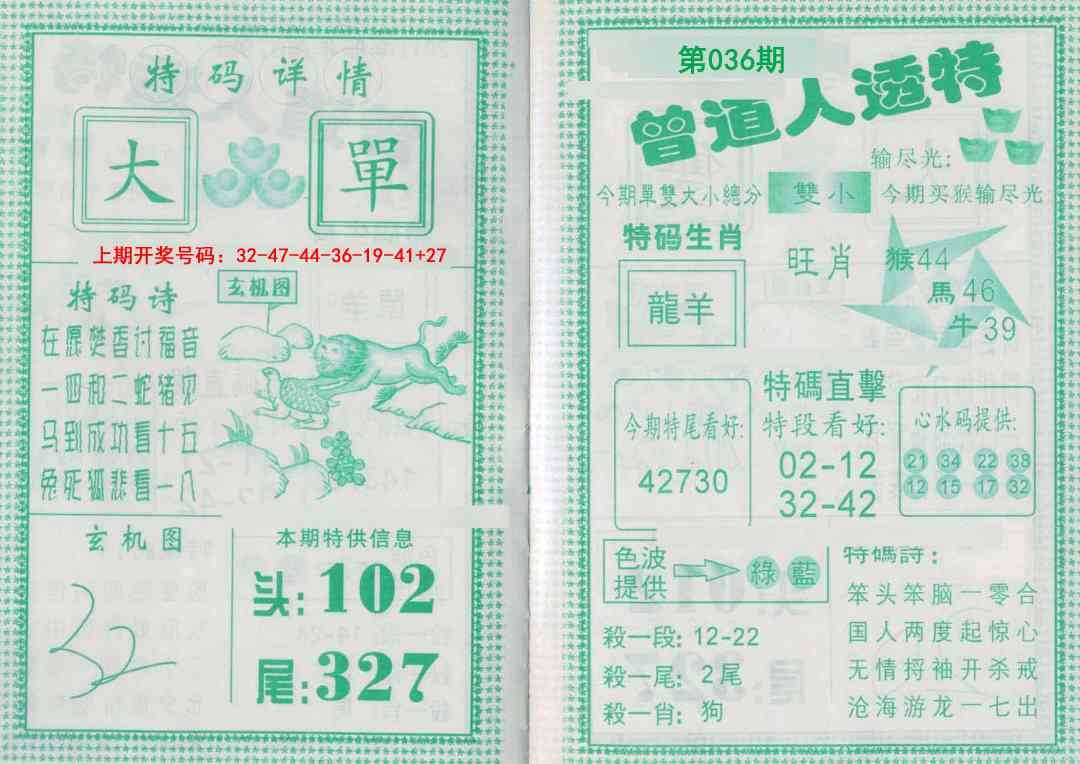 特码详情
大 單
上期开奖号码：32-47-44-36-19-41+27
特码诗
玄机图
在愿焚香讨福音
一四和二蛇猪见
马到成功看十五
兔死狐悲看一八
玄机图
本期特供信息
头:102
尾:327
第036期
曾道人透特
输尽光:
今期單雙大小總分 雙小 今期买猴输尽光
特码生肖
龍羊
旺肖
猴44
馬46
牛39
今期特尾看好:
42730
特碼直擊
特段看好:
02-12
32-42
心水码提供:
21 34 22 38
12 15 17 32
色波
提供
綠藍
殺一段: 12-22
殺一尾: 2尾
殺一肖: 狗
特碼詩:
笨头笨脑一零合
国人两度起惊心
无情捋袖开杀戒
沧海游龙一七出